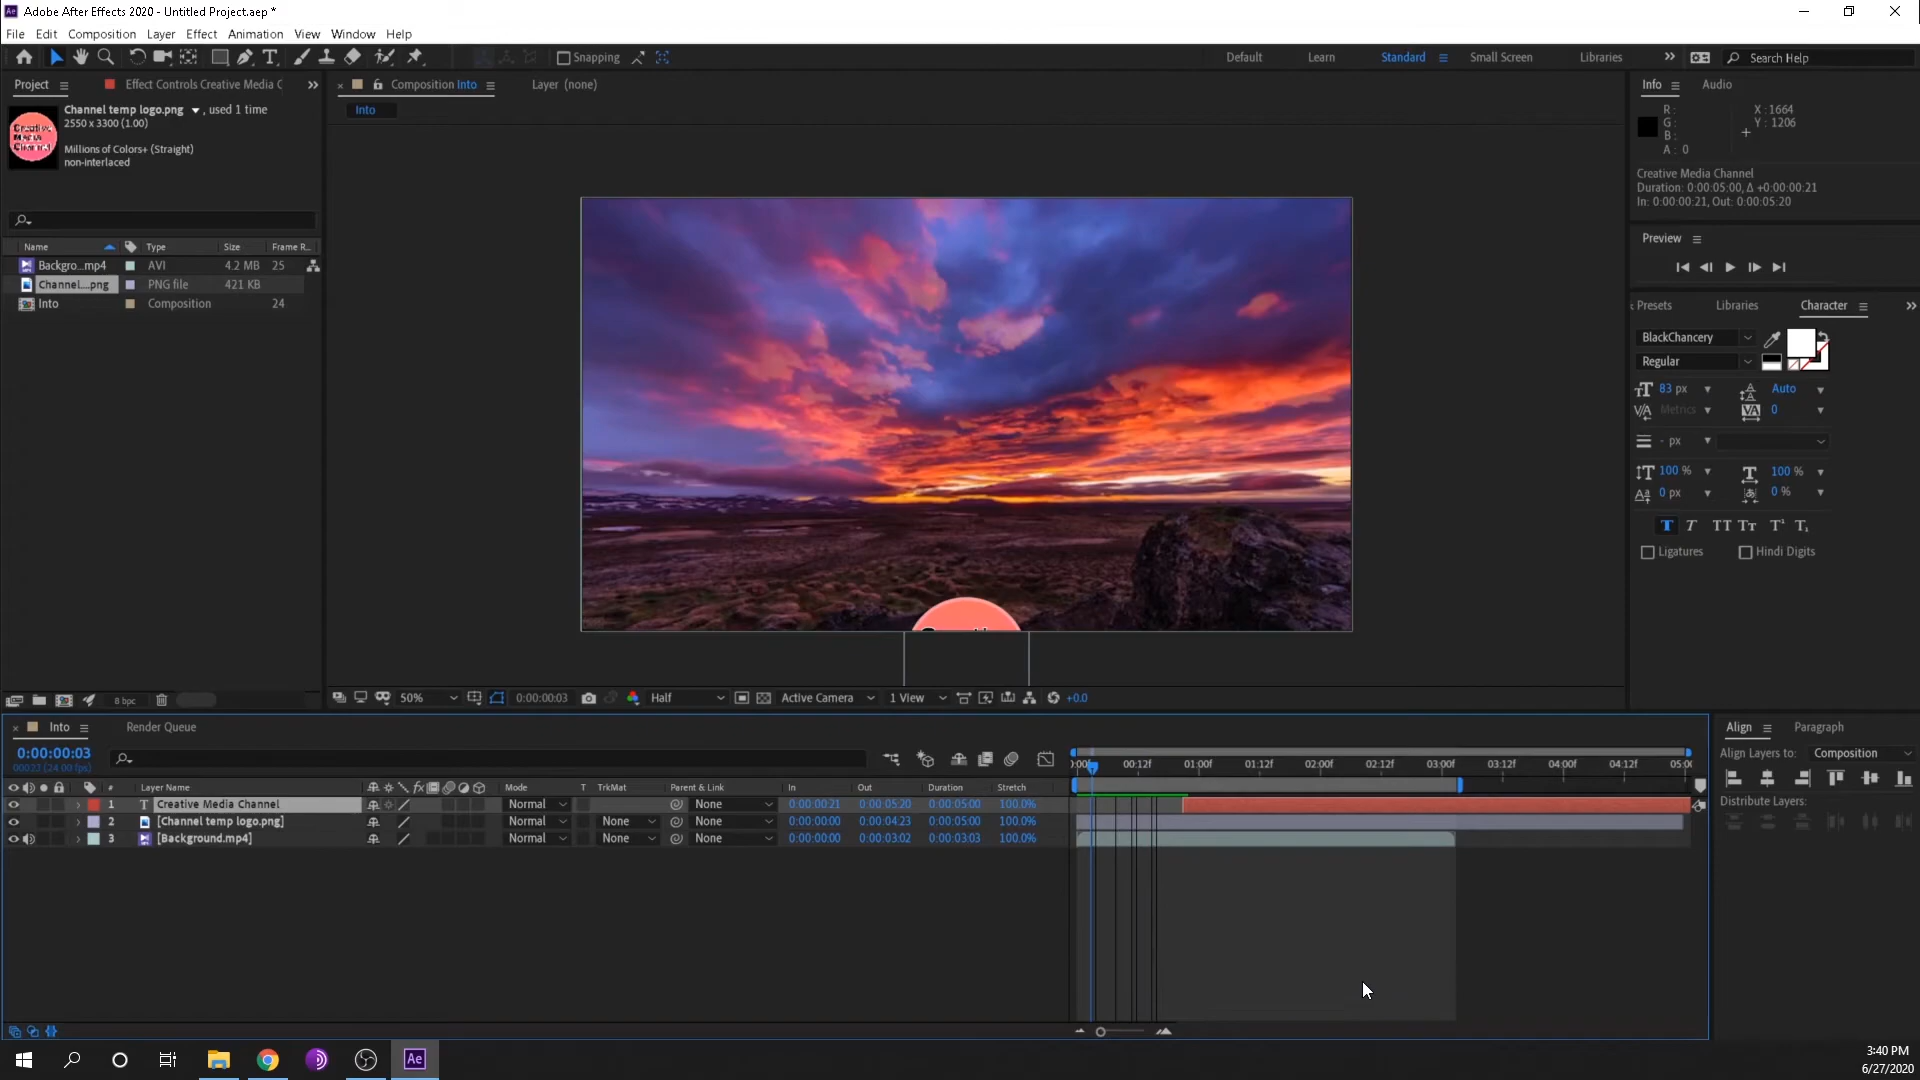 Adobe After Effects 2020 - Untitled Project.aep *
File Edit Composition Layer Effect Animation View Window Help
Snapping Default Learn Standard Small Screen Libraries Search Help
Project Effect Controls Creative Media C
Channel temp logo.png , used 1 time
2550 x 3300 (1.00)
Millions of Colors+ (Straight)
non-interlaced
Name Type Size Frame R...
Backgro...mp4 AVI 4.2 MB 25
Channel....png PNG file 421 KB
Into Composition 24
8 bpc
Composition Into Layer (none)
Into
50% 0:00:00:03 Half Active Camera 1 View +0.0
Info Audio
R: X: 1664
G: Y: 1206
B:
A: 0
Creative Media Channel
Duration: 0:00:05:00, Δ +0:00:00:21
In: 0:00:00:21, Out: 0:00:05:20
Preview
Presets Libraries Character
BlackChancery
Regular
83 px Auto
Metrics 0
- px
100 % 100 %
0 px 0 %
T T TT Tт T¹ T₁
Ligatures Hindi Digits
Into Render Queue
0:00:00:03
00:00f 00:12f 01:00f 01:12f 02:00f 02:12f 03:00f 03:12f 04:00f 04:12f 05:00
# Layer Name fx Mode T TrkMat Parent & Link In Out Duration Stretch
1 T Creative Media Channel Normal None 0:00:00:21 0:00:05:20 0:00:05:00 100.0%
2 [Channel temp logo.png] Normal None None 0:00:00:00 0:00:04:23 0:00:05:00 100.0%
3 [Background.mp4] Normal None None 0:00:00:00 0:00:03:02 0:00:03:03 100.0%
Align Paragraph
Align Layers to: Composition
Distribute Layers:
Ae
3:40 PM
6/27/2020